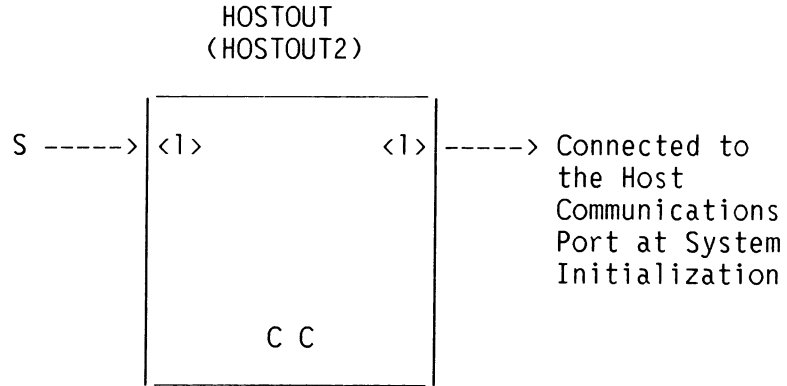 HOSTOUT
(HOSTOUT2)
S -----> <1> <1> -----> Connected to
the Host
Communications
Port at System
Initialization
C C